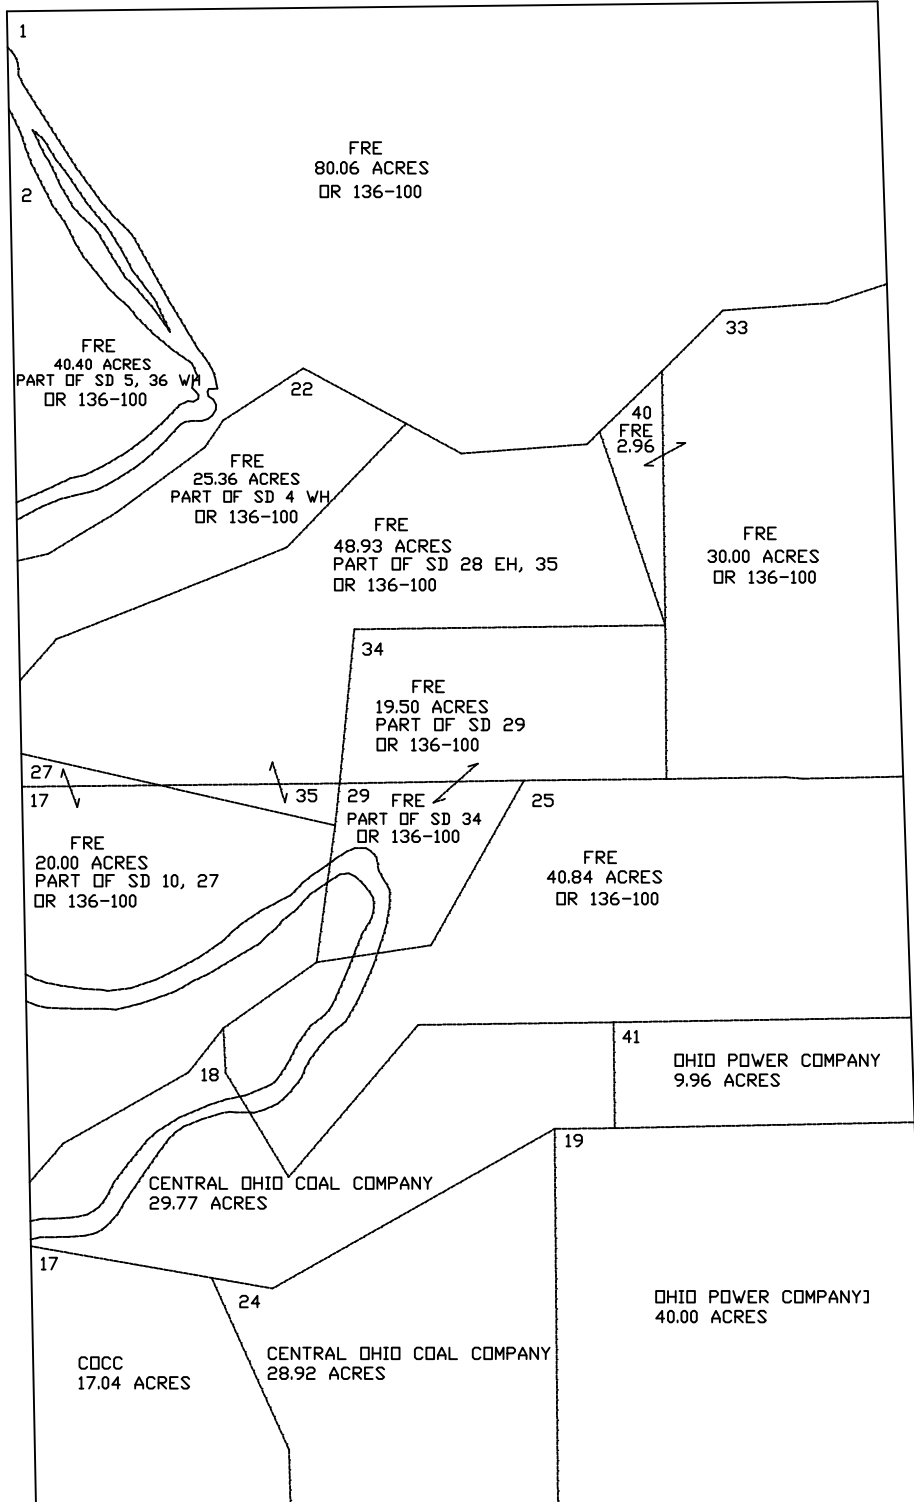 1
FRE
80.06 ACRES
OR 136-100
2
33
FRE
40.40 ACRES
PART OF SD 5, 36 WH
OR 136-100
22
40
FRE
2.96
FRE
25.36 ACRES
PART OF SD 4 WH
OR 136-100
FRE
48.93 ACRES
PART OF SD 28 EH, 35
OR 136-100
FRE
30.00 ACRES
OR 136-100
34
FRE
19.50 ACRES
PART OF SD 29
OR 136-100
27
17
35
29
FRE
PART OF SD 34
OR 136-100
25
FRE
20.00 ACRES
PART OF SD 10, 27
OR 136-100
FRE
40.84 ACRES
OR 136-100
41
OHIO POWER COMPANY
9.96 ACRES
18
19
CENTRAL OHIO COAL COMPANY
29.77 ACRES
17
24
OHIO POWER COMPANY]
40.00 ACRES
COCC
17.04 ACRES
CENTRAL OHIO COAL COMPANY
28.92 ACRES